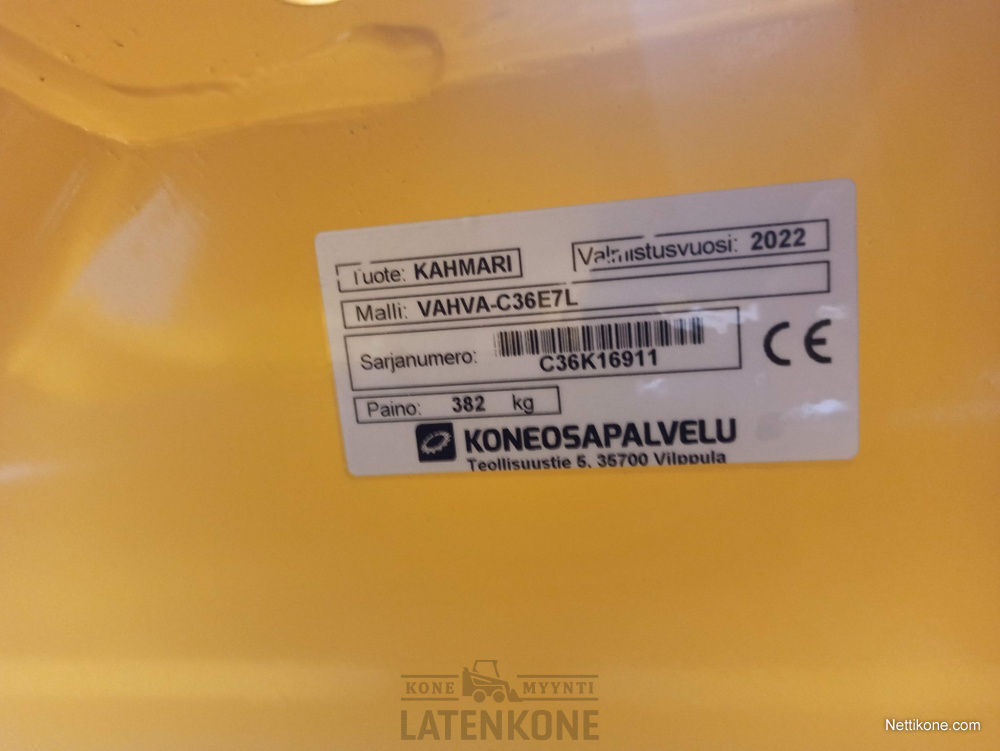 Tuote: KAHMARI
Valmistusvuosi: 2022
Malli: VAHVA-C36E7L
Sarjanumero: C36K16911
CE
Paino: 382 kg
KONEOSAPALVELU
Teollisuustie 5, 35700 Vilppula
KONE MYYNTI
LATENKONE
Nettikone.com